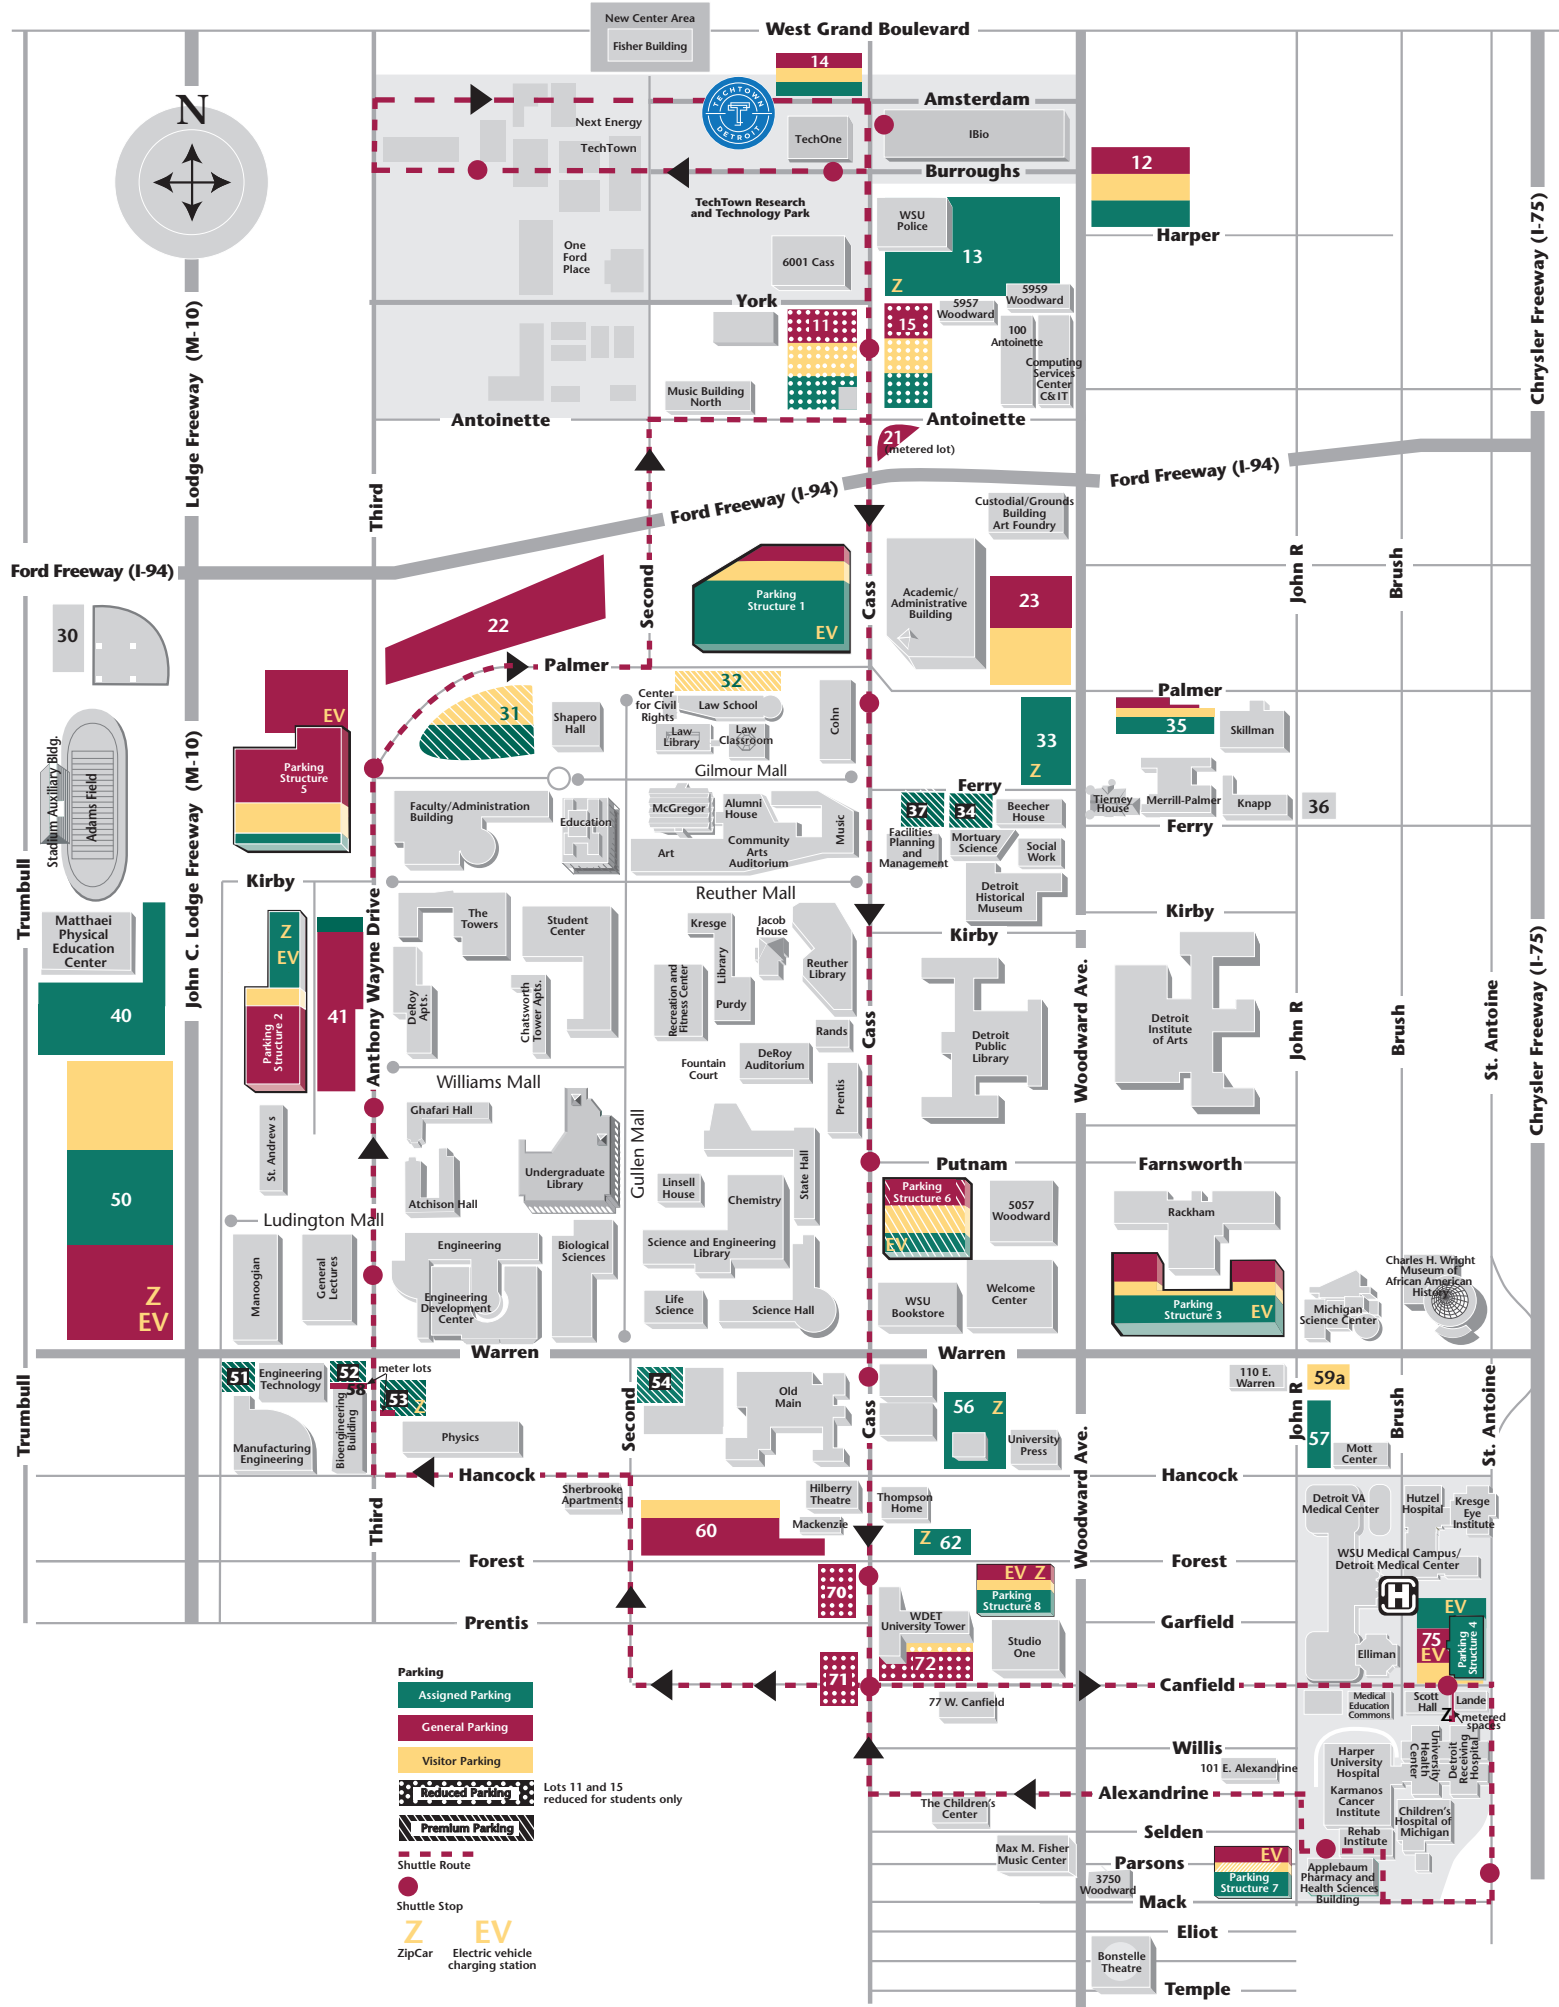 New Center Area
Fisher Building
West Grand Boulevard
14
N
TECHTOWN
T
DETROIT
Amsterdam
Next Energy
TechTown
TechOne
IBio
Burroughs
12
TechTown Research
and Technology Park
WSU
Police
13
Z
Harper
One
Ford
Place
6001 Cass
York
5959
Woodward
5957
Woodward
11
15
100
Antoinette
Computing
Services
Center
C&IT
Music Building
North
Antoinette
Antoinette
21
(metered lot)
Lodge Freeway (M-10)
Chrysler Freeway (I-75)
Third
Ford Freeway (I-94)
Ford Freeway (I-94)
Ford Freeway (I-94)
Custodial/Grounds
Building
Art Foundry
Second
Cass
John R
Brush
Parking
Structure 1
EV
Academic/
Administrative
Building
23
30
22
Palmer
Palmer
EV
Parking
Structure
5
31
Shapero
Hall
32
Center
for Civil
Rights
Law School
Law
Library
Law
Classroom
Cohn
33
Z
35
Skillman
Gilmour Mall
Ferry
Stadium Auxiliary Bldg.
Adams Field
John C. Lodge Freeway (M-10)
Faculty/Administration
Building
Education
McGregor
Alumni
House
Music
Art
Community
Arts
Auditorium
37
34
Beecher
House
Facilities
Planning
and
Management
Mortuary
Science
Social
Work
Tierney
House
Merrill-Palmer
Knapp
36
Ferry
Trumbull
Kirby
Reuther Mall
Detroit
Historical
Museum
Kirby
Kirby
Matthaei
Physical
Education
Center
Z
EV
Parking
Structure 2
41
Anthony Wayne Drive
The
Towers
Student
Center
Kresge
Library
Purdy
Jacob
House
Reuther
Library
DeRoy
Apts.
Chatsworth
Tower Apts.
Recreation and
Fitness Center
Rands
Cass
Detroit
Public
Library
Woodward Ave.
Detroit
Institute
of Arts
John R
Brush
St. Antoine
Chrysler Freeway (I-75)
40
Fountain
Court
DeRoy
Auditorium
Prentis
Williams Mall
Ghafari Hall
St. Andrew s
Atchison Hall
Undergraduate
Library
Gullen Mall
Linsell
House
Chemistry
State Hall
Putnam
Farnsworth
50
Parking
Structure 6
EV
5057
Woodward
Rackham
Ludington Mall
Manoogian
General
Lectures
Engineering
Engineering
Development
Center
Biological
Sciences
Science and Engineering
Library
Life
Science
Science Hall
WSU
Bookstore
Welcome
Center
Parking
Structure 3
EV
Michigan
Science Center
Charles H. Wright
Museum of
African American
History
Z
EV
Warren
Warren
51
Engineering
Technology
52
58
meter lots
53
Z
54
Old
Main
56
Z
University
Press
110 E.
Warren
59a
John R
57
Mott
Center
Brush
St. Antoine
Trumbull
Manufacturing
Engineering
Bioengineering
Building
Physics
Second
Cass
Woodward Ave.
Hancock
Hancock
Sherbrooke
Apartments
Hilberry
Theatre
Mackenzie
Thompson
Home
60
Z 62
Third
Forest
Forest
Detroit VA
Medical Center
Hutzel
Hospital
Kresge
Eye
Institute
WSU Medical Campus/
Detroit Medical Center
H
70
EV Z
Parking
Structure 8
Prentis
WDET
University Tower
72
Studio
One
Garfield
EV
75
EV
Parking
Structure 4
Elliman
71
Canfield
77 W. Canfield
Medical
Education
Commons
Scott
Hall
Lande
Z
metered
spaces
Parking
Assigned Parking
General Parking
Visitor Parking
Reduced Parking
Lots 11 and 15
reduced for students only
Premium Parking
Shuttle Route
Shuttle Stop
Z
ZipCar
EV
Electric vehicle
charging station
Willis
101 E. Alexandrine
Harper
University
Hospital
Karmanos
Cancer
Institute
University
Health
Center
Detroit
Receiving
Hospital
Alexandrine
The Children's
Center
Children's
Hospital of
Michigan
Rehab
Institute
Selden
Max M. Fisher
Music Center
Parsons
3750
Woodward
EV
Parking
Structure 7
Applebaum
Pharmacy and
Health Sciences
Building
Mack
Eliot
Bonstelle
Theatre
Temple